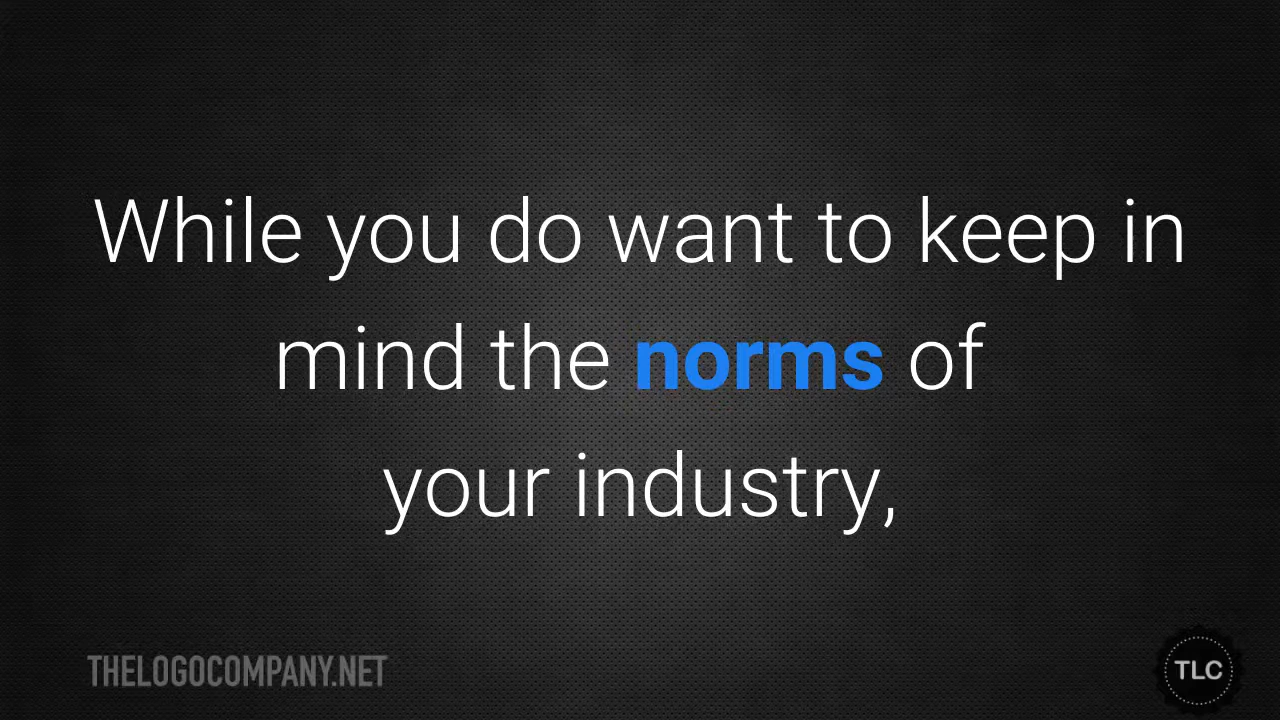 While you do want to keep in
mind the norms of
your industry,
THELOGOCOMPANY.NET
TLC